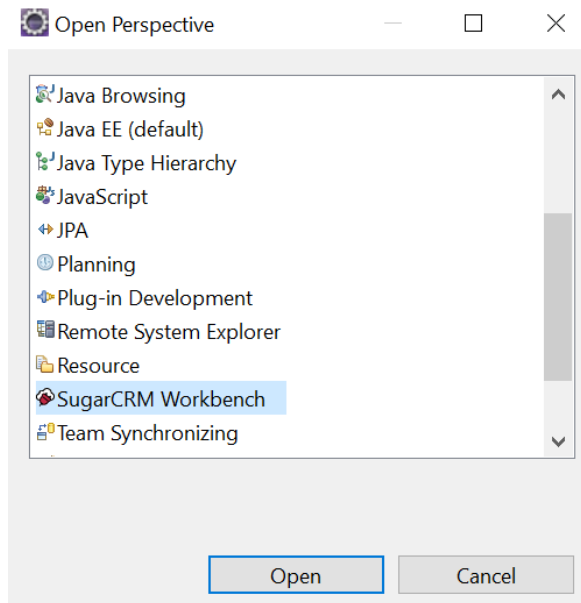 Open Perspective
Java Browsing
Java EE (default)
Java Type Hierarchy
JavaScript
JPA
Planning
Plug-in Development
Remote System Explorer
Resource
SugarCRM Workbench
Team Synchronizing
Open
Cancel